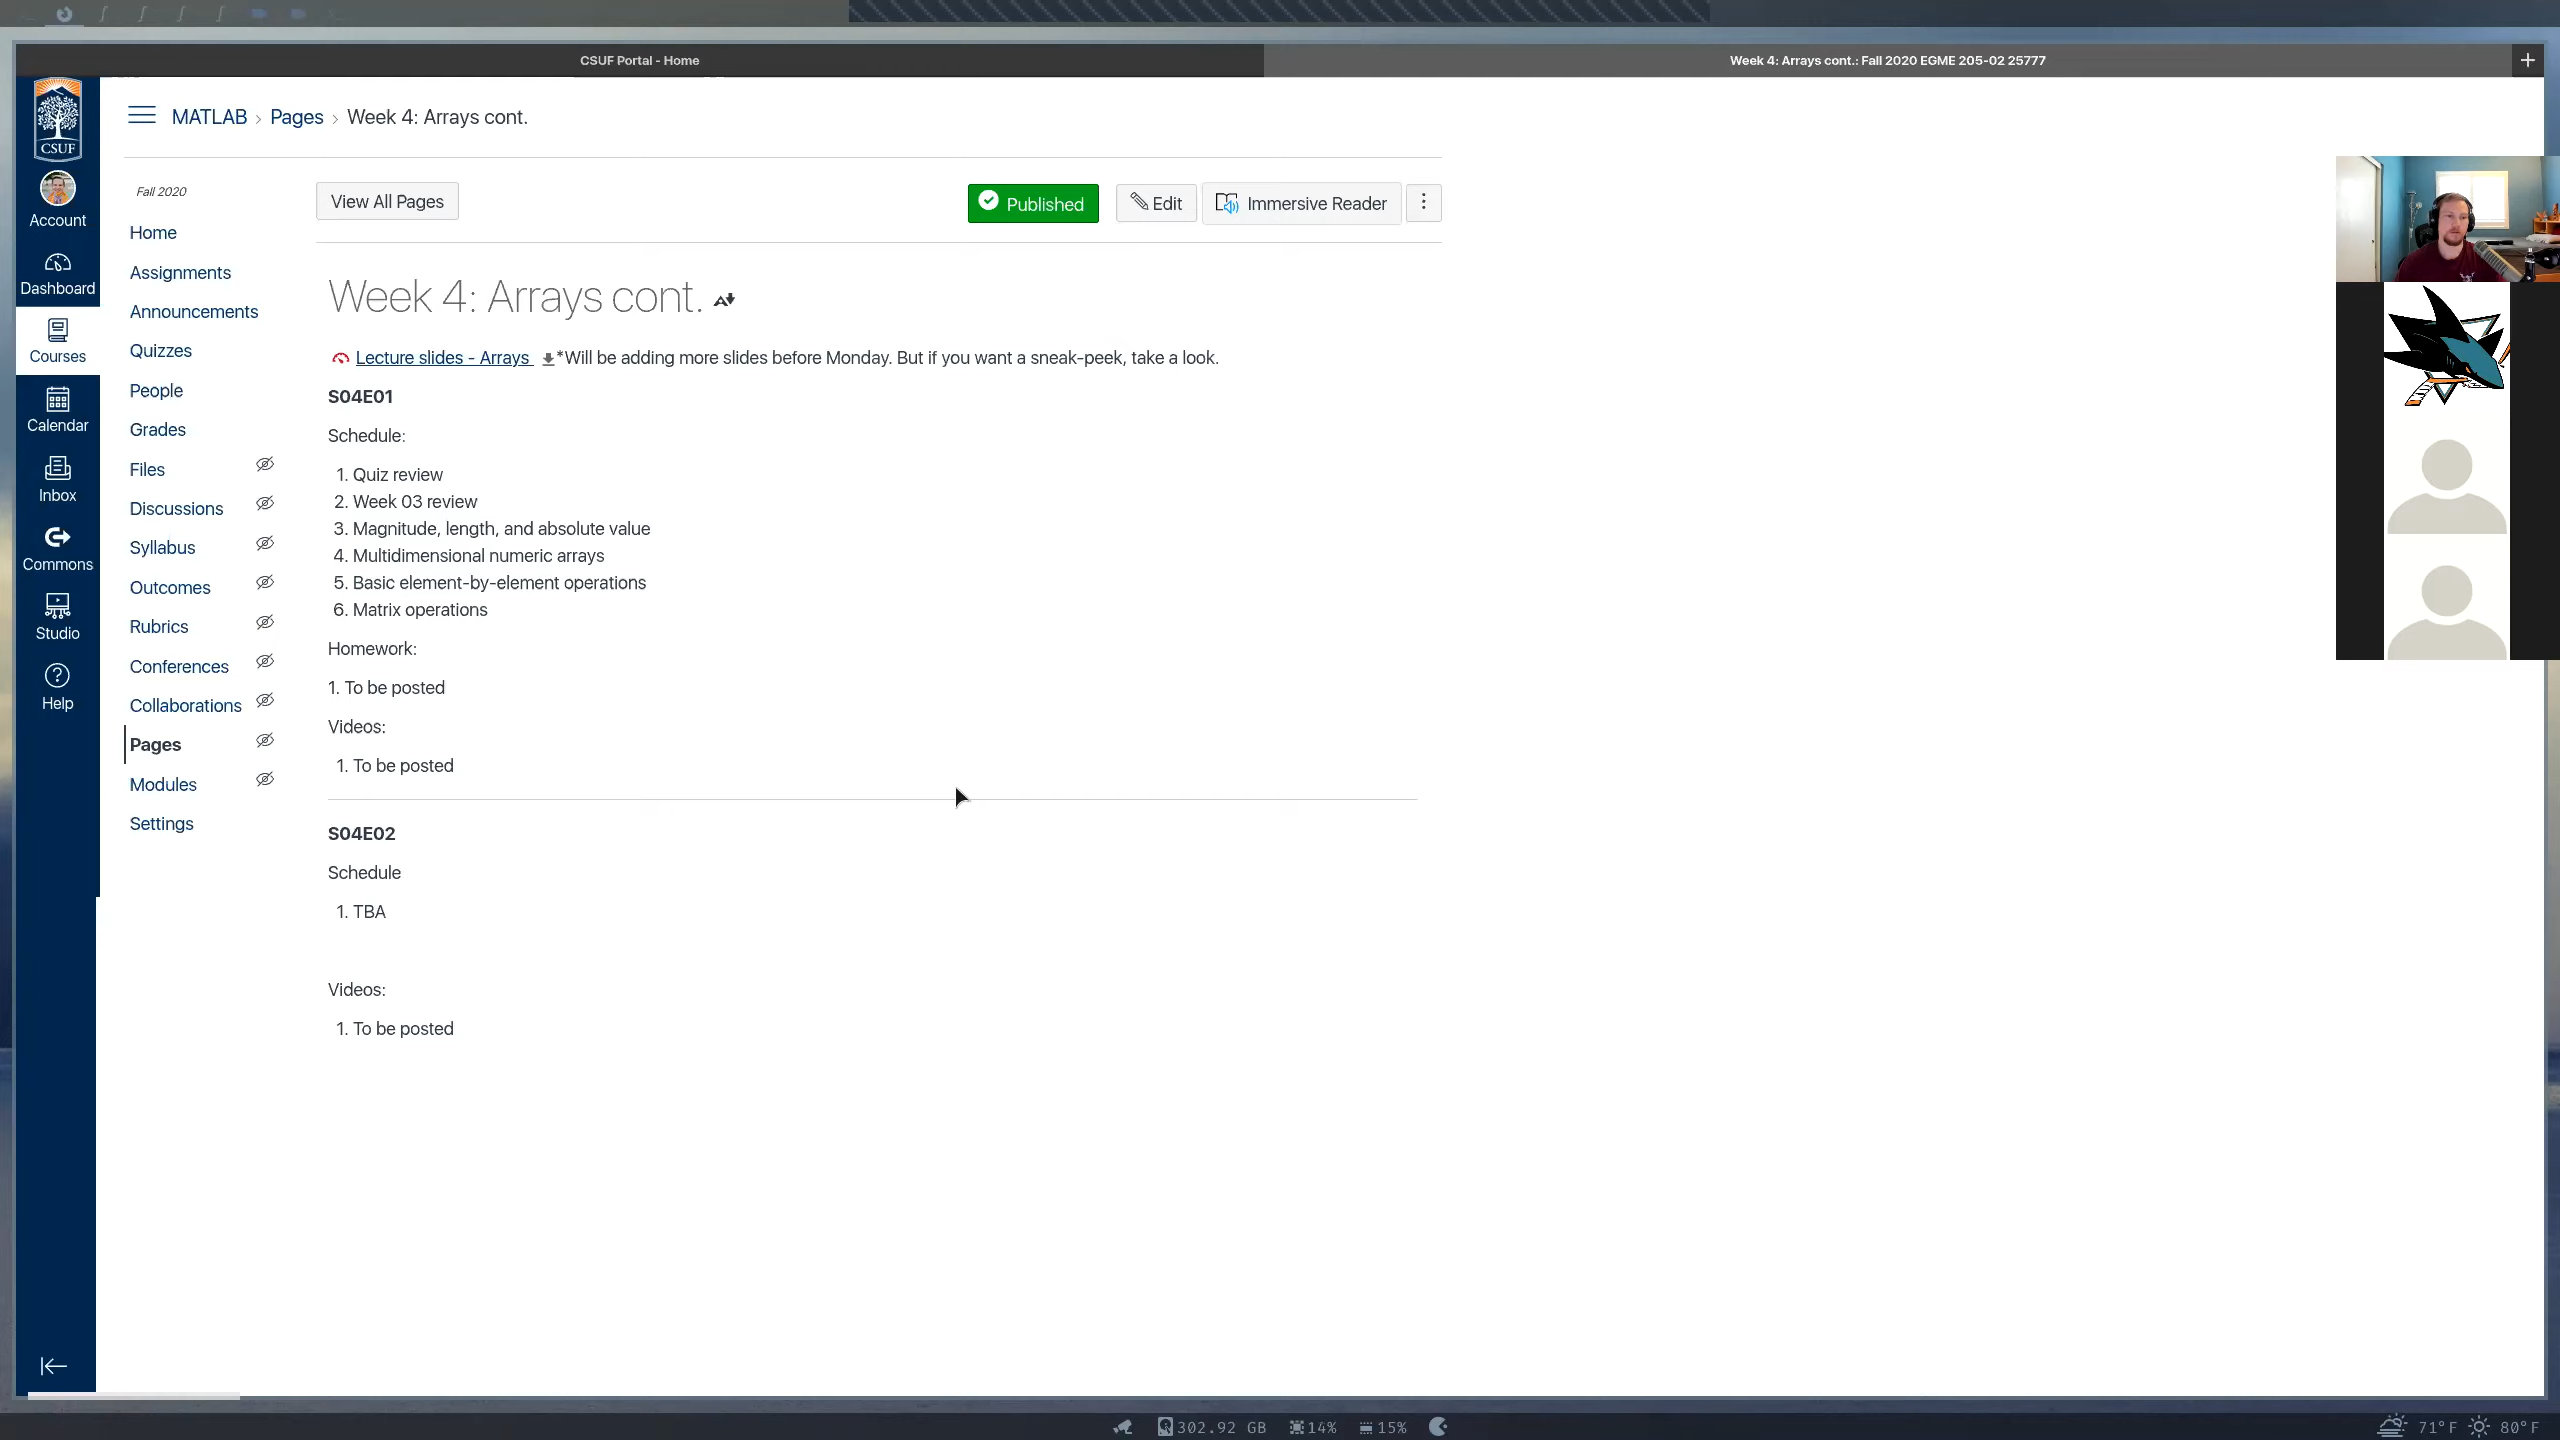 CSUF Portal - Home
Week 4: Arrays cont.: Fall 2020 EGME 205-02 25777
CSUF
Account
Dashboard
Courses
Calendar
Inbox
Commons
Studio
Help
MATLAB › Pages › Week 4: Arrays cont.
Fall 2020
Home
Assignments
Announcements
Quizzes
People
Grades
Files
Discussions
Syllabus
Outcomes
Rubrics
Conferences
Collaborations
Pages
Modules
Settings
View All Pages
Published
Edit
Immersive Reader
Week 4: Arrays cont.
Lecture slides - Arrays *Will be adding more slides before Monday. But if you want a sneak-peek, take a look.
S04E01
Schedule:
1. Quiz review
2. Week 03 review
3. Magnitude, length, and absolute value
4. Multidimensional numeric arrays
5. Basic element-by-element operations
6. Matrix operations
Homework:
1. To be posted
Videos:
1. To be posted
S04E02
Schedule
1. TBA
Videos:
1. To be posted
302.92 GB 14% 15%
71°F 80°F